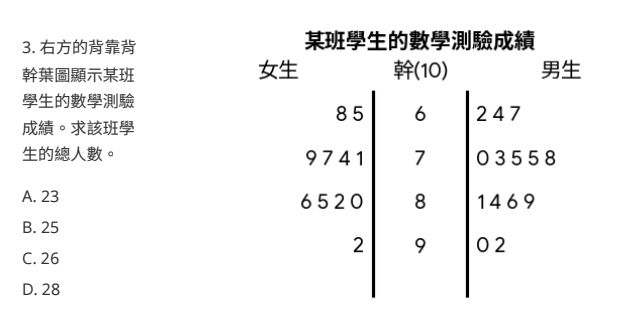 3. 右方的背靠背
幹葉圖顯示某班
學生的數學測驗
成績。求該班學
生的總人數。
A. 23
B. 25
C. 26
D. 28
某班學生的數學測驗成績
女生 幹(10) 男生
8 5 6 2 4 7
9 7 4 1 7 0 3 5 5 8
6 5 2 0 8 1 4 6 9
2 9 0 2